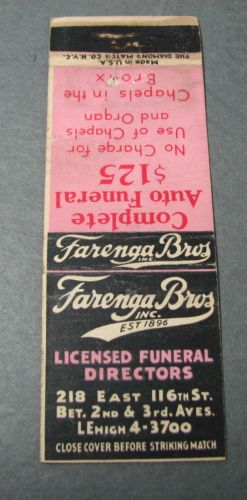 Farenga Bros
INC.
EST 1896
LICENSED FUNERAL
DIRECTORS
218 EAST 116TH ST.
BET. 2ND & 3RD. AVES.
LEHIGH 4-3700
CLOSE COVER BEFORE STRIKING MATCH
Farenga Bros
INC.
Complete
Auto Funeral
$125
No Charge for
Use of Chapels
and Organ
Chapels in the
Bronx
Made in U.S.A.
THE DIAMOND MATCH CO. N.Y.C.